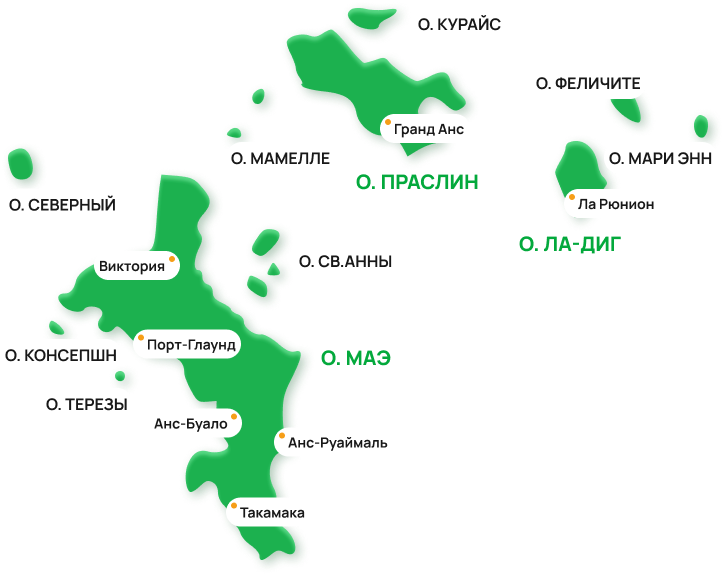 О. КУРАЙС
О. ФЕЛИЧИТЕ
Гранд Анс
О. МАМЕЛЛЕ
О. МАРИ ЭНН
О. ПРАСЛИН
О. СЕВЕРНЫЙ
Ла Рюнион
О. ЛА-ДИГ
Виктория
О. СВ.АННЫ
Порт-Глаунд
О. КОНСЕПШН
О. МАЭ
О. ТЕРЕЗЫ
Анс-Буало
Анс-Руаймаль
Такамака